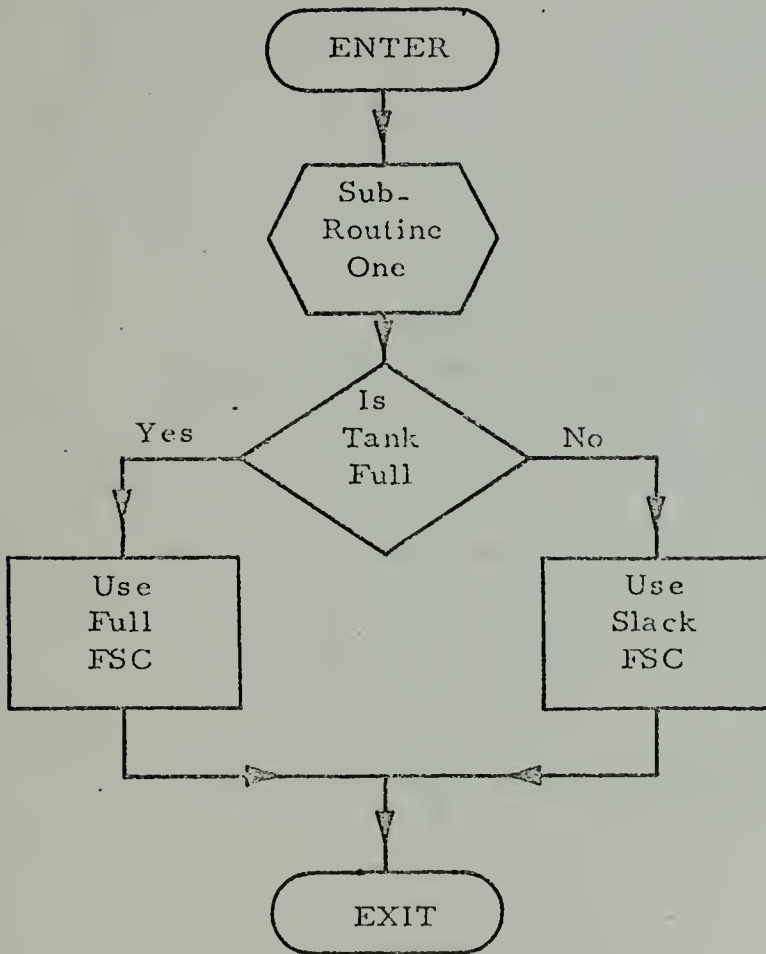 ENTER
Sub-
Routine
One
Is
Tank
Full
Yes
No
Use
Full
FSC
Use
Slack
FSC
EXIT